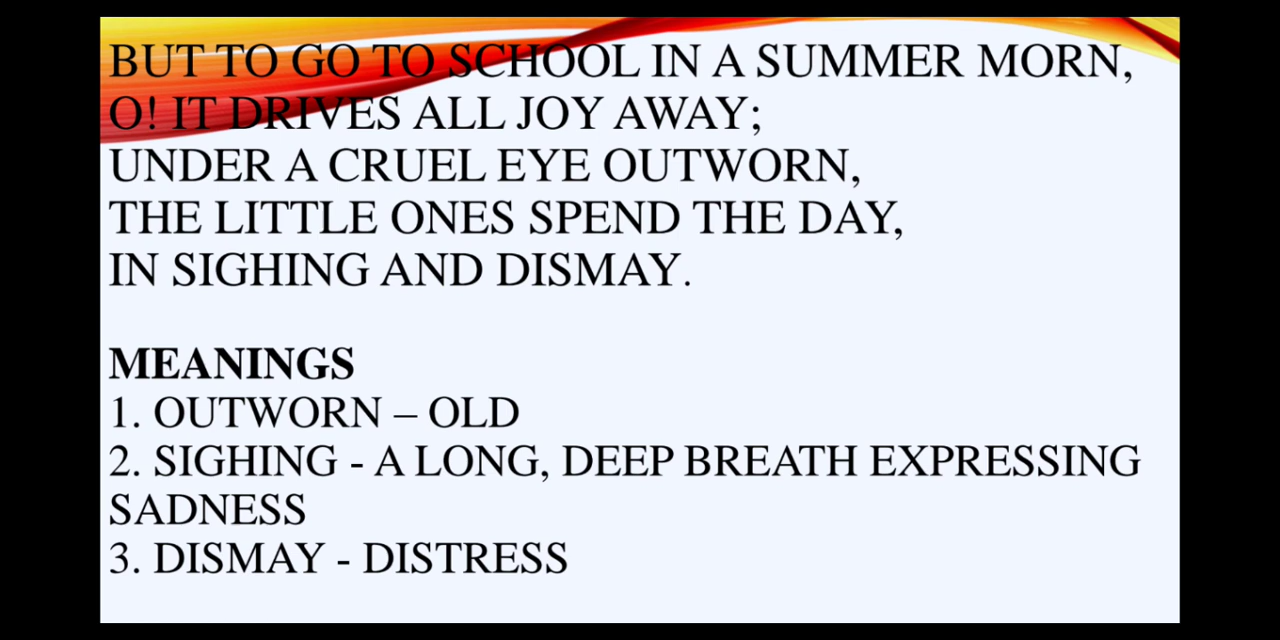 BUT TO GO TO SCHOOL IN A SUMMER MORN,
O! IT DRIVES ALL JOY AWAY;
UNDER A CRUEL EYE OUTWORN,
THE LITTLE ONES SPEND THE DAY,
IN SIGHING AND DISMAY.
MEANINGS
1. OUTWORN – OLD
2. SIGHING - A LONG, DEEP BREATH EXPRESSING
SADNESS
3. DISMAY - DISTRESS